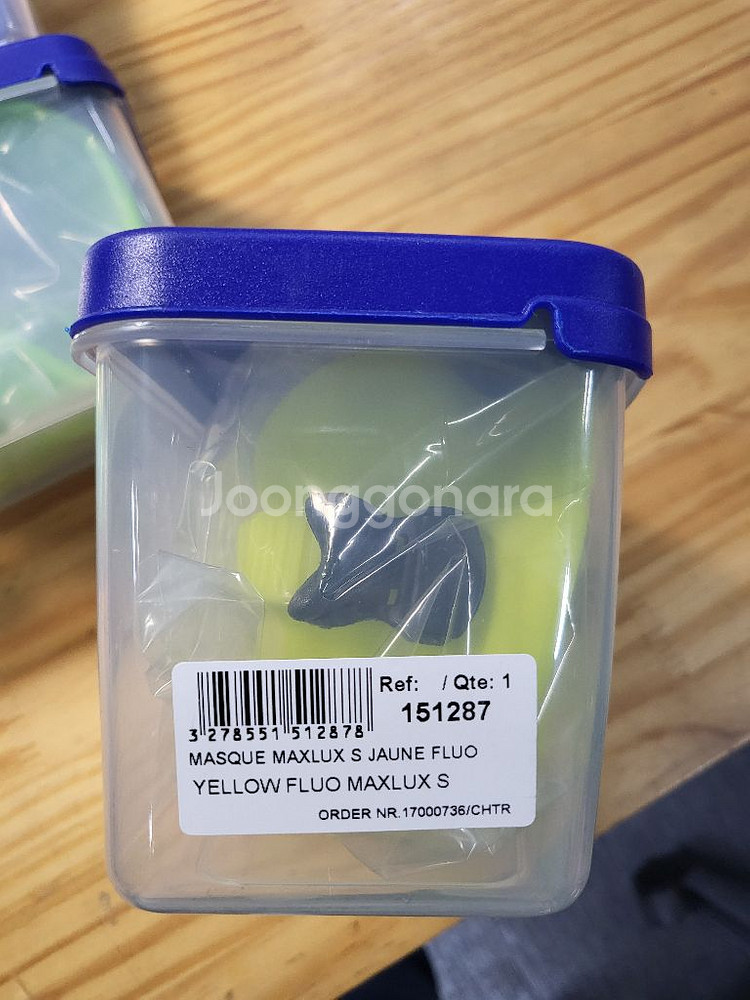 Joonggonara
Ref: / Qte: 1
151287
3 278551 512878
MASQUE MAXLUX S JAUNE FLUO
YELLOW FLUO MAXLUX S
ORDER NR.17000736/CHTR